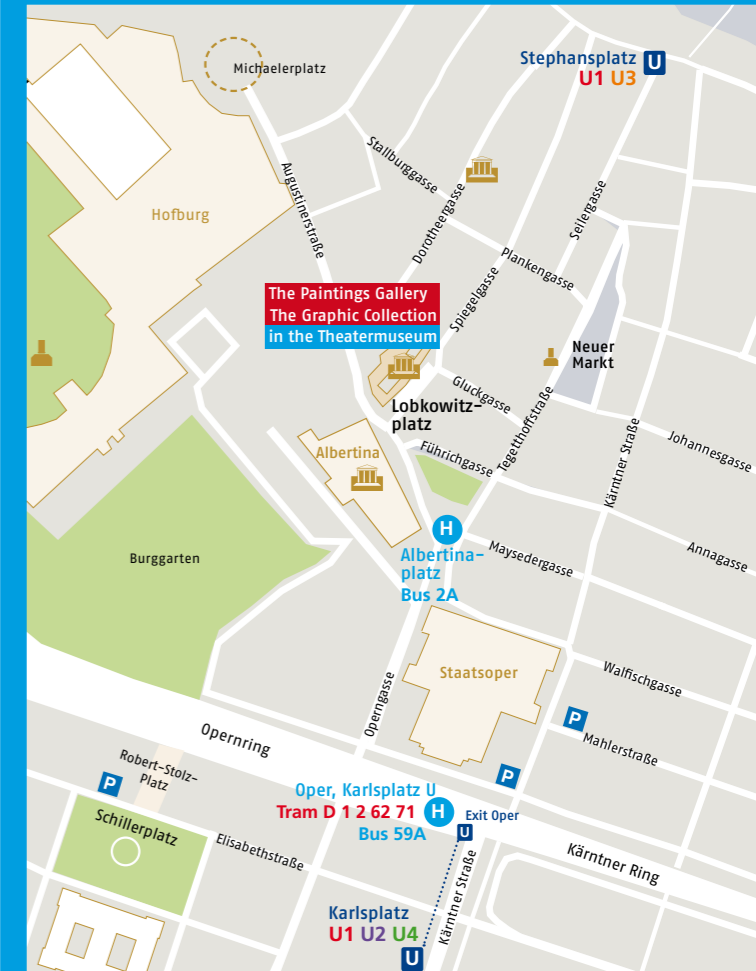 Stephansplatz
U
U1 U3
Michaelerplatz
Stallburggasse
Augustinerstraße
Dorotheergasse
Seilergasse
Hofburg
Plankengasse
Spiegelgasse
The Paintings Gallery
The Graphic Collection
in the Theatermuseum
Neuer
Markt
Gluckgasse
Lobkowitz-
platz
Tegetthoffstraße
Kärntner Straße
Johannesgasse
Führichgasse
Albertina
H
Albertina-
platz
Bus 2A
Maysedergasse
Annagasse
Burggarten
Staatsoper
Walfischgasse
Operngasse
P
Mahlerstraße
Opernring
Robert-Stolz-
Platz
P
P
Oper, Karlsplatz U
Tram D 1 2 62 71
H
Bus 59A
Exit Oper
U
Schillerplatz
Elisabethstraße
Kärntner Ring
Kärntner Straße
Karlsplatz
U1 U2 U4
U